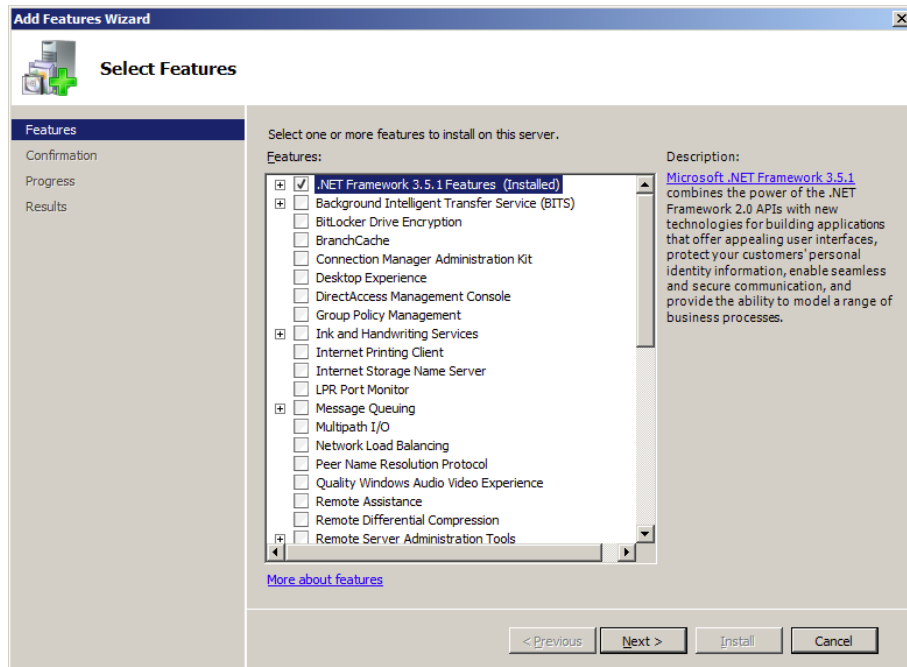 Add Features Wizard
Select Features
Features
Confirmation
Progress
Results
Select one or more features to install on this server.
Features:
.NET Framework 3.5.1 Features (Installed)
Background Intelligent Transfer Service (BITS)
BitLocker Drive Encryption
BranchCache
Connection Manager Administration Kit
Desktop Experience
DirectAccess Management Console
Group Policy Management
Ink and Handwriting Services
Internet Printing Client
Internet Storage Name Server
LPR Port Monitor
Message Queuing
Multipath I/O
Network Load Balancing
Peer Name Resolution Protocol
Quality Windows Audio Video Experience
Remote Assistance
Remote Differential Compression
Remote Server Administration Tools
More about features
Description:
Microsoft .NET Framework 3.5.1
combines the power of the .NET
Framework 2.0 APIs with new
technologies for building applications
that offer appealing user interfaces,
protect your customers' personal
identity information, enable seamless
and secure communication, and
provide the ability to model a range of
business processes.
< Previous
Next >
Install
Cancel